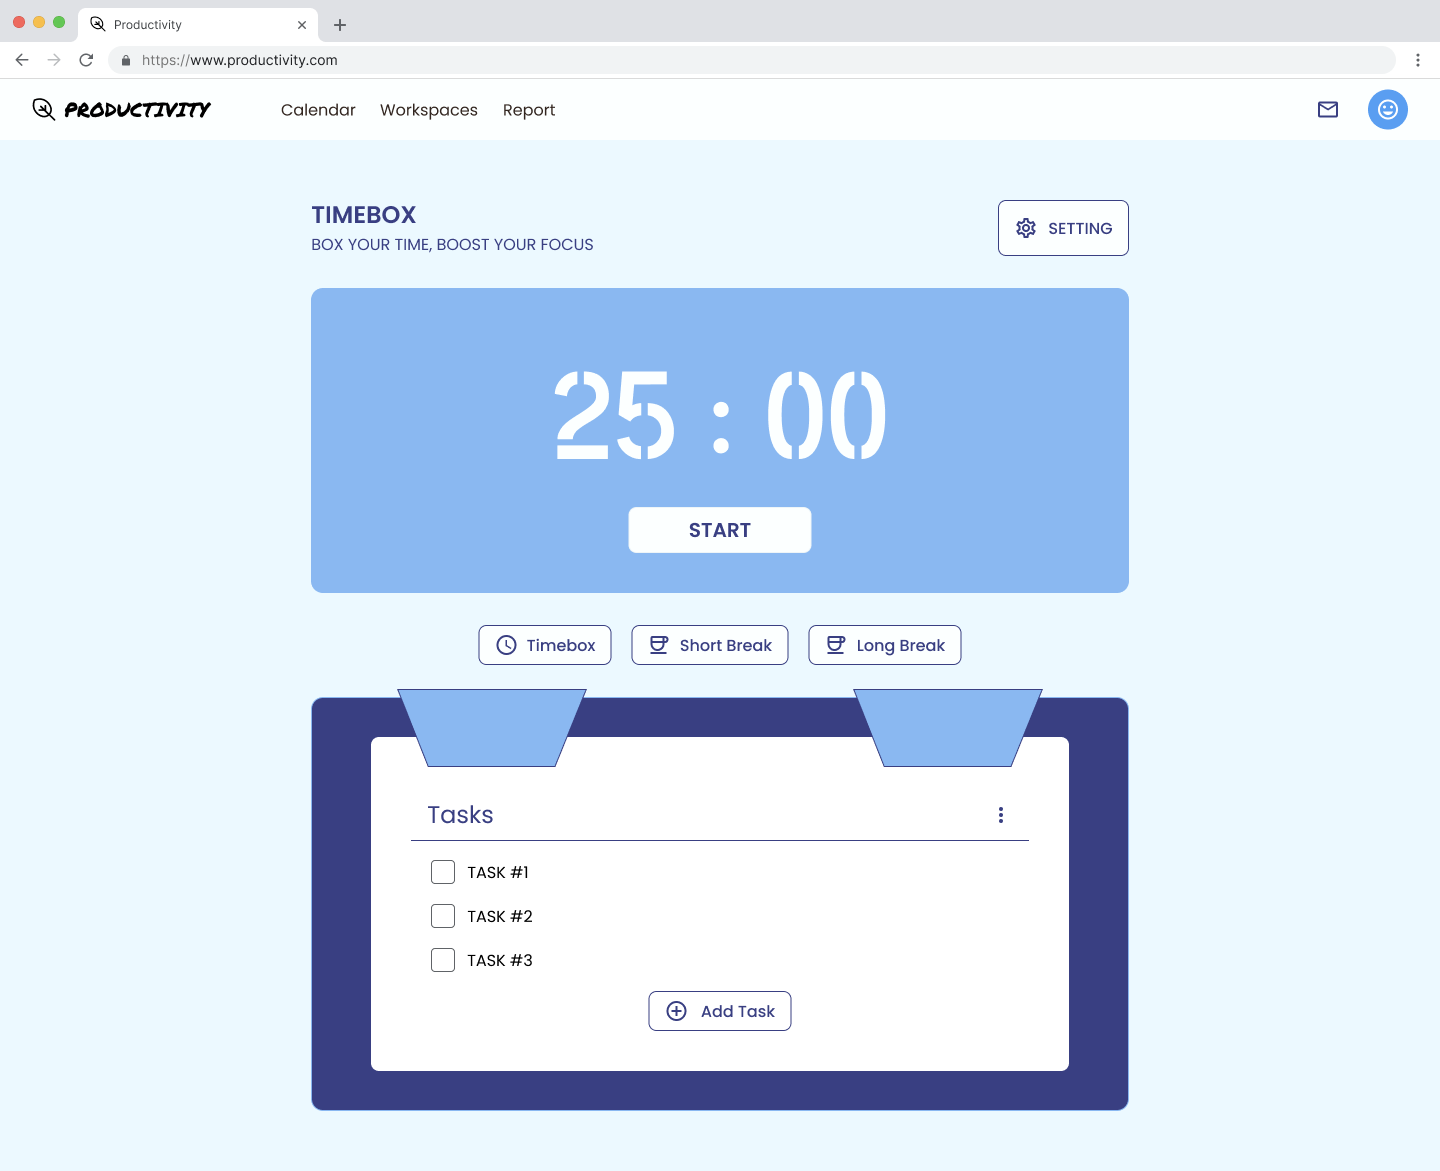 Productivity
https://www.productivity.com
PRODUCTIVITY
Calendar Workspaces Report
TIMEBOX
BOX YOUR TIME, BOOST YOUR FOCUS
SETTING
25 : 00
START
Timebox Short Break Long Break
Tasks
TASK #1
TASK #2
TASK #3
Add Task